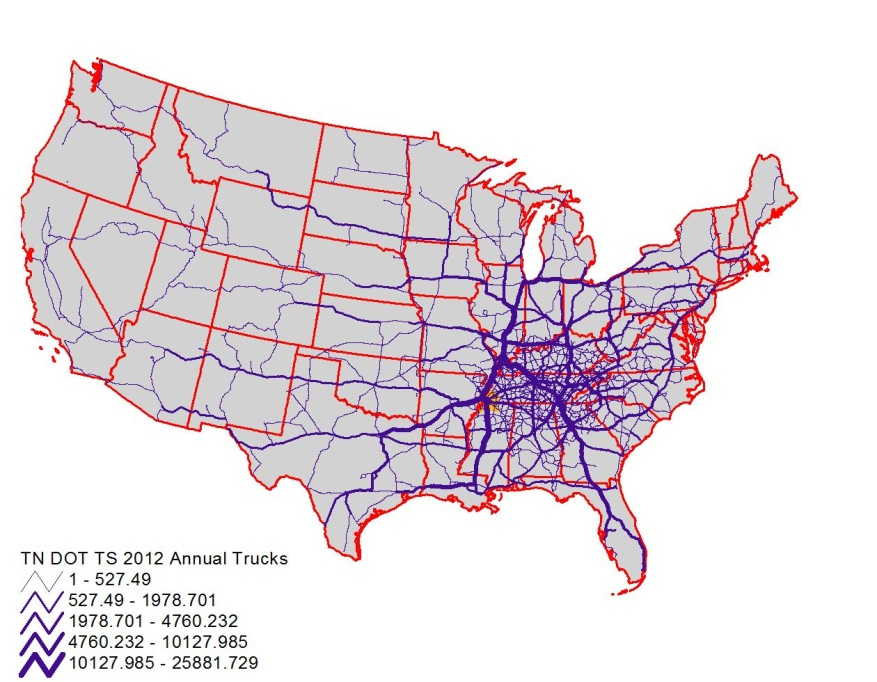 TN DOT TS 2012 Annual Trucks
1 - 527.49
527.49 - 1978.701
1978.701 - 4760.232
4760.232 - 10127.985
10127.985 - 25881.729